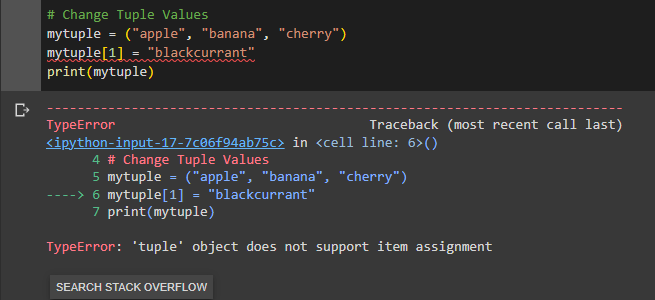 # Change Tuple Values
mytuple = ("apple", "banana", "cherry")
mytuple[1] = "blackcurrant"
print(mytuple)
---------------------------------------------------------------------------
TypeError                                 Traceback (most recent call last)
<ipython-input-17-7c06f94ab75c> in <cell line: 6>()
      4 # Change Tuple Values
      5 mytuple = ("apple", "banana", "cherry")
----> 6 mytuple[1] = "blackcurrant"
      7 print(mytuple)
TypeError: 'tuple' object does not support item assignment
SEARCH STACK OVERFLOW